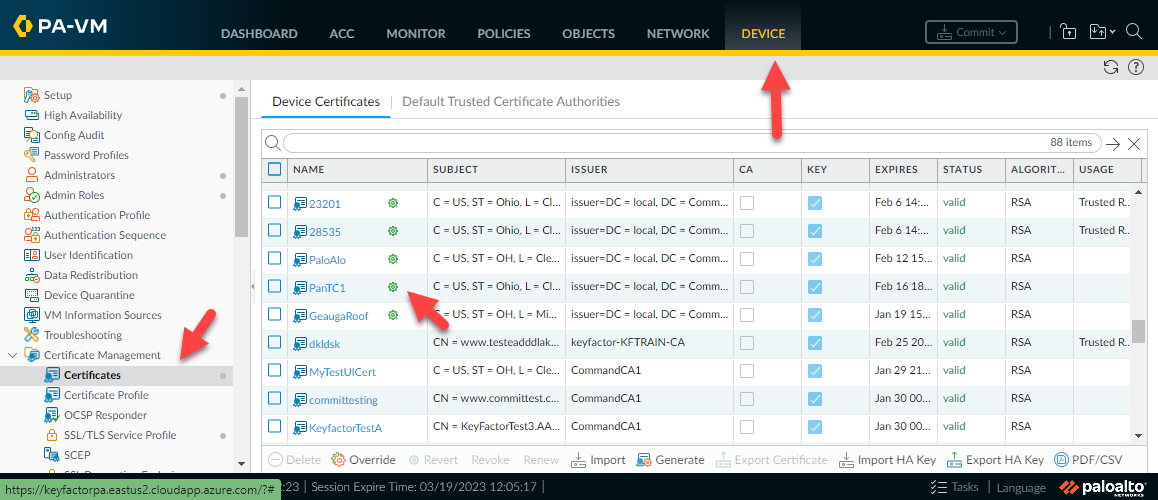 PA-VM
DASHBOARD ACC MONITOR POLICIES OBJECTS NETWORK DEVICE Commit
Setup
High Availability
Config Audit
Password Profiles
Administrators
Admin Roles
Authentication Profile
Authentication Sequence
User Identification
Data Redistribution
Device Quarantine
VM Information Sources
Troubleshooting
Certificate Management
Certificates
Certificate Profile
OCSP Responder
SSL/TLS Service Profile
SCEP
Device Certificates | Default Trusted Certificate Authorities
88 items
NAME SUBJECT ISSUER CA KEY EXPIRES STATUS ALGORIT... USAGE
23201 C = US, ST = Ohio, L = Cle... issuer=DC = local, DC = Comm... Feb 6 14:... valid RSA Trusted R...
28535 C = US, ST = Ohio, L = Cle... issuer=DC = local, DC = Comm... Feb 6 14:... valid RSA Trusted R...
PaloAlo C = US, ST = OH, L = Cle... issuer=DC = local, DC = Comm... Feb 12 15... valid RSA
PanTC1 C = US, ST = Ohio, L = Cl... issuer=DC = local, DC = Comm... Feb 16 18... valid RSA
GeaugaRoof C = US, ST = OH, L = Mi... issuer=DC = local, DC = Comm... Jan 19 15... valid RSA
dkldsk CN = www.testeadddlak... keyfactor-KFTRAIN-CA Feb 25 20... valid RSA Trusted R...
MyTestUICert C = US, ST = OH, L = Cle... CommandCA1 Jan 29 21... valid RSA
committesting CN = www.committest.c... CommandCA1 Jan 30 00... valid RSA
KeyfactorTestA CN = KeyFactorTest3.AA... CommandCA1 Jan 30 00... valid RSA
Delete Override Revert Revoke Renew Import Generate Export Certificate Import HA Key Export HA Key PDF/CSV
https://keyfactorpa.eastus2.cloudapp.azure.com/?# :23 | Session Expire Time: 03/19/2023 12:05:17 | Tasks | Language paloalto NETWORKS